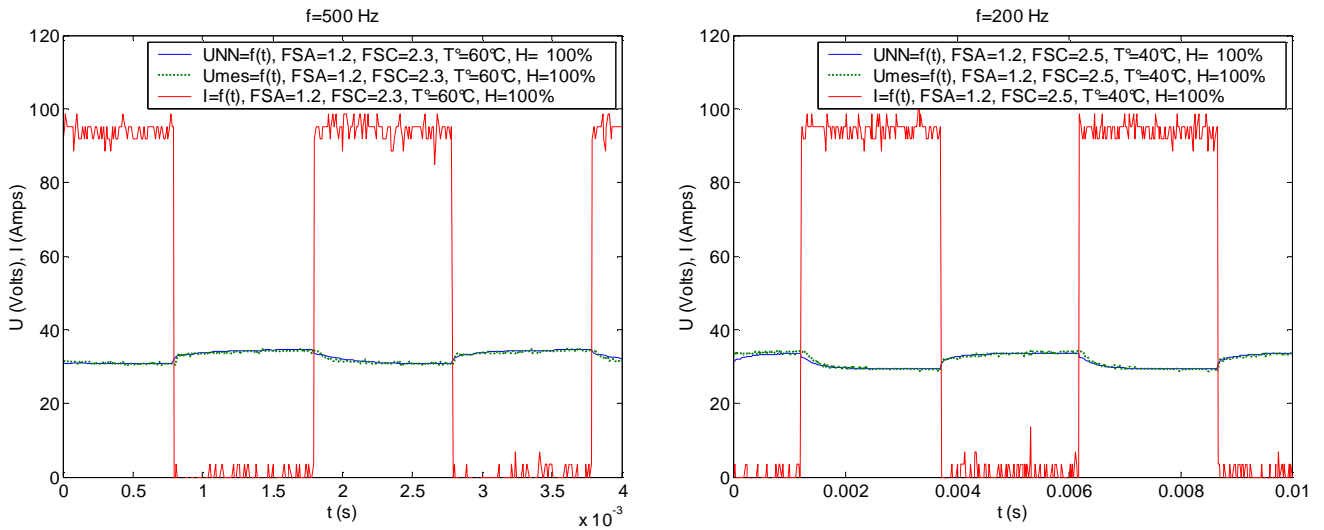 f=500 Hz
UNN=f(t), FSA=1.2, FSC=2.3, T°=60°C, H= 100%
Umes=f(t), FSA=1.2, FSC=2.3, T°=60°C, H=100%
I=f(t), FSA=1.2, FSC=2.3, T°=60°C, H=100%
120
100
80
60
40
20
0
U (Volts), I (Amps)
0 0.5 1 1.5 2 2.5 3 3.5 4
t (s)
x 10⁻³
f=200 Hz
UNN=f(t), FSA=1.2, FSC=2.5, T°=40°C, H= 100%
Umes=f(t), FSA=1.2, FSC=2.5, T°=40°C, H=100%
I=f(t), FSA=1.2, FSC=2.5, T°=40°C, H=100%
120
100
80
60
40
20
0
U (Volts), I (Amps)
0 0.002 0.004 0.006 0.008 0.01
t (s)